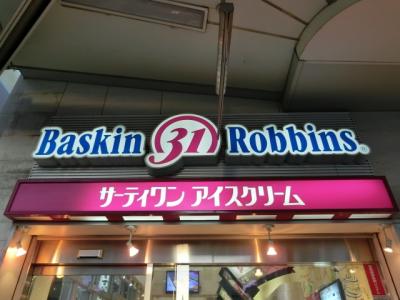 Baskin 31 Robbins®
サーティワン アイスクリーム